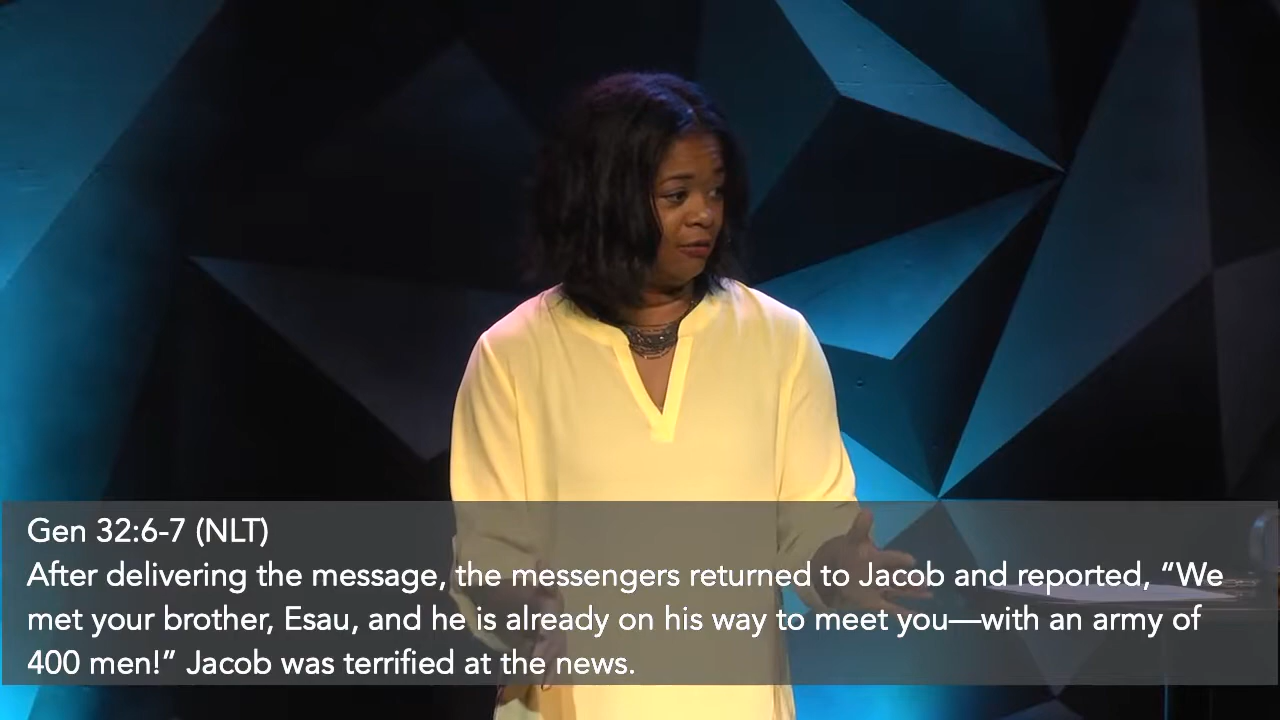 Gen 32:6-7 (NLT)
After delivering the message, the messengers returned to Jacob and reported, “We
met your brother, Esau, and he is already on his way to meet you—with an army of
400 men!” Jacob was terrified at the news.